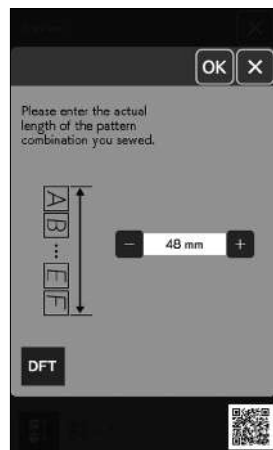 OK ×
Please enter the actual
length of the pattern
combination you sewed.
A
B
...
E
F
− 48 mm +
DFT